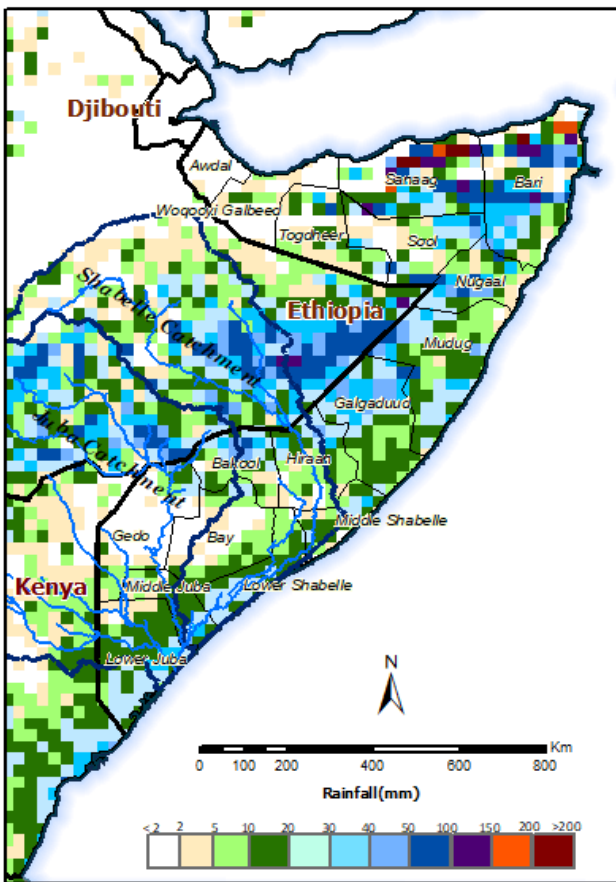 Djibouti
Awdal
Sanaag
Bari
Woqooyi Galbeed
Togdheer
Sool
Nugaal
Shabelle Catchment
Ethiopia
Mudug
Galgaduud
Juba Catchment
Bakool
Hiraan
Middle Shabelle
Gedo
Bay
Kenya
Middle Juba
Lower Shabelle
Lower Juba
N
Km
0 100 200 400 600 800
Rainfall(mm)
<2 2 5 10 20 30 40 50 100 150 200 >200